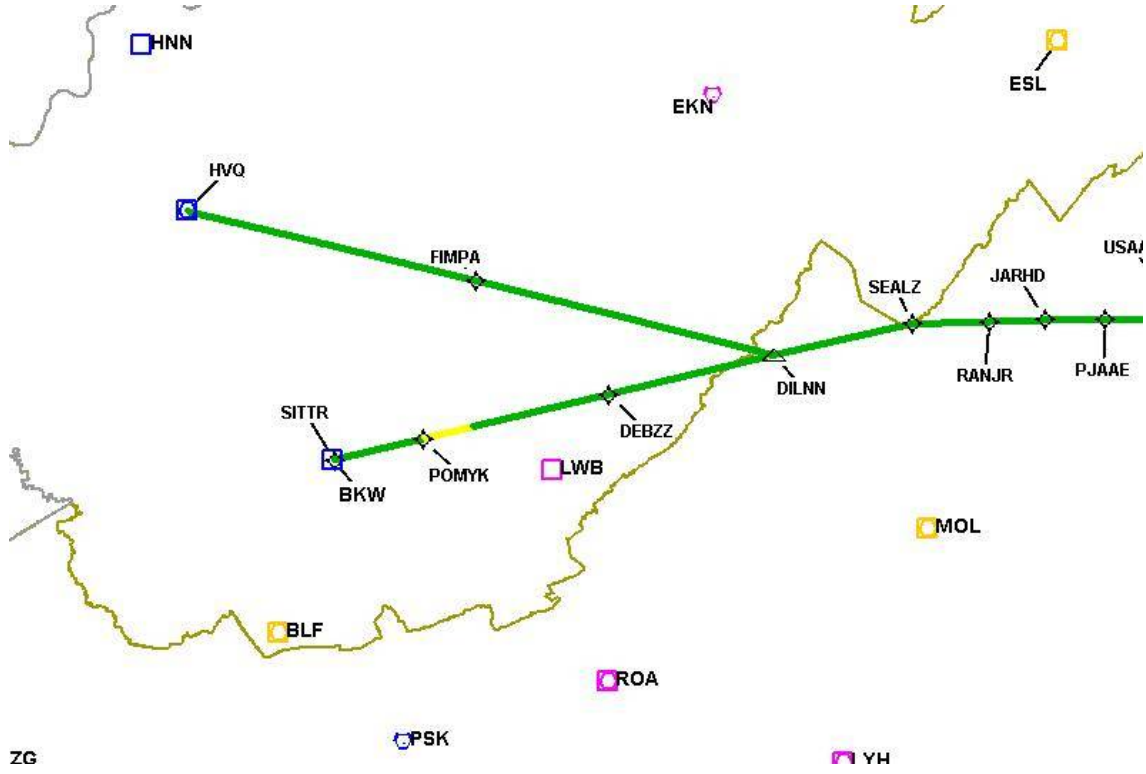 HNN
ESL
EKN
HVQ
USAA
FIMPA
JARHD
SEALZ
RANJR
PJAAE
DILNN
SITTR
DEBZZ
POMYK
LWB
BKW
MOL
BLF
ROA
PSK
ZG
LYH